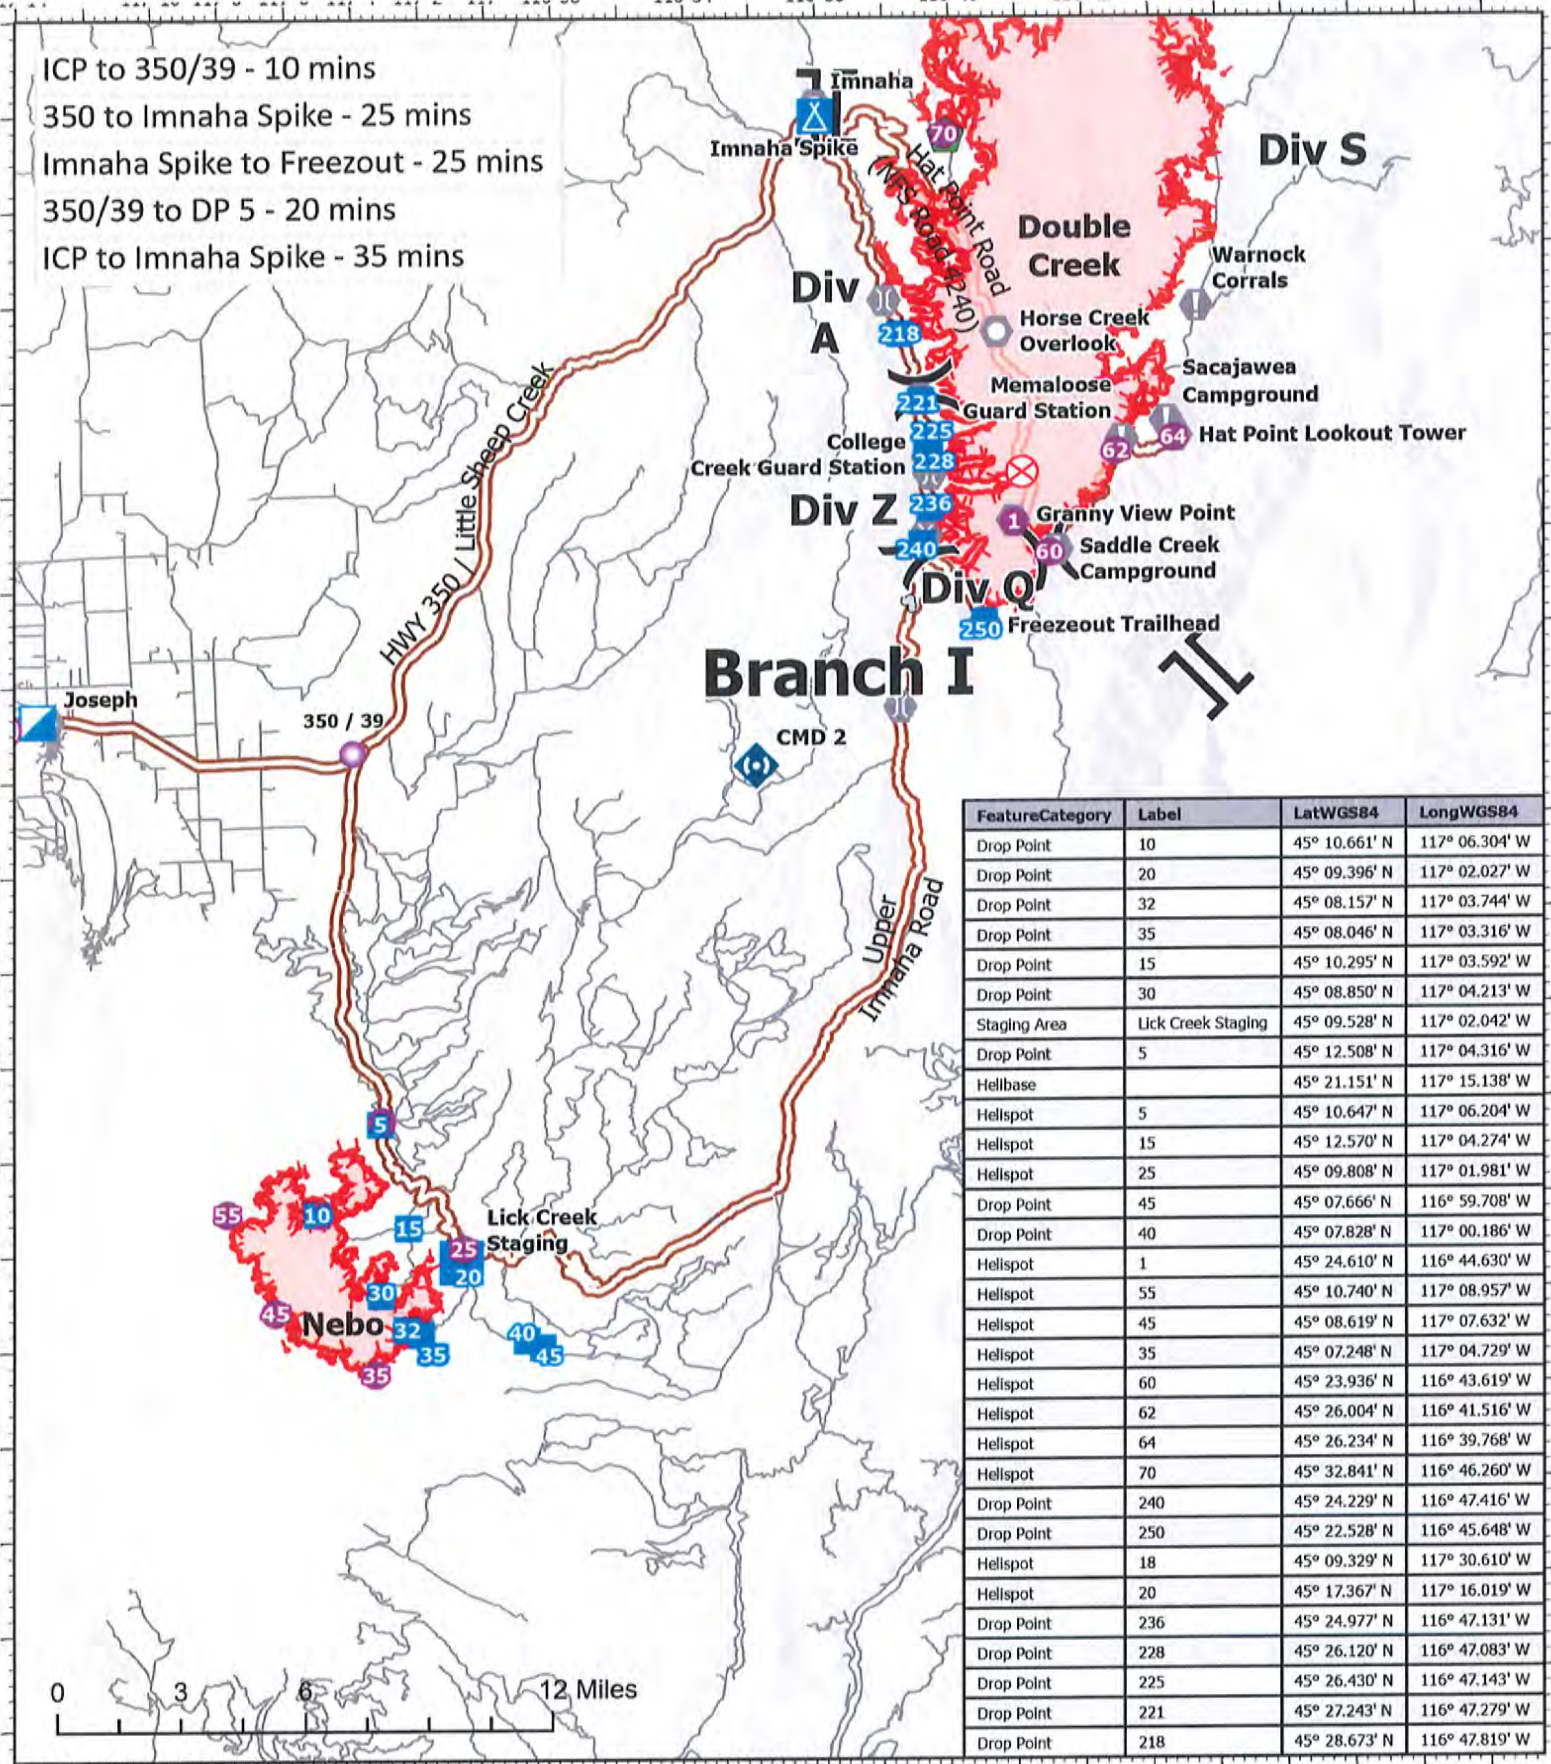 ICP to 350/39 - 10 mins
350 to Imnaha Spike - 25 mins
Imnaha Spike to Freezout - 25 mins
350/39 to DP 5 - 20 mins
ICP to Imnaha Spike - 35 mins
Imnaha
Imnaha Spike
70
Hat Point Road
(NFS Road 4240)
Div S
Double
Creek
Warnock
Corrals
Div
A
218
Horse Creek
Overlook
Sacajawea
Campground
Memaloose
Guard Station
221
225
College
Creek Guard Station
228
62
64
Hat Point Lookout Tower
Div Z
236
1
Granny View Point
240
60
Saddle Creek
Campground
Div Q
250
Freezeout Trailhead
HWY 350 / Little Sheep Creek
Branch I
Joseph
350 / 39
CMD 2
Upper
Imnaha Road
5
55
10
15
Lick Creek
Staging
25
20
30
45
Nebo
32
35
40
45
35
0 3 6 12 Miles
FeatureCategory Label LatWGS84 LongWGS84
Drop Point 10 45° 10.661' N 117° 06.304' W
Drop Point 20 45° 09.396' N 117° 02.027' W
Drop Point 32 45° 08.157' N 117° 03.744' W
Drop Point 35 45° 08.046' N 117° 03.316' W
Drop Point 15 45° 10.295' N 117° 03.592' W
Drop Point 30 45° 08.850' N 117° 04.213' W
Staging Area Lick Creek Staging 45° 09.528' N 117° 02.042' W
Drop Point 5 45° 12.508' N 117° 04.316' W
Helibase 45° 21.151' N 117° 15.138' W
Helispot 5 45° 10.647' N 117° 06.204' W
Helispot 15 45° 12.570' N 117° 04.274' W
Helispot 25 45° 09.808' N 117° 01.981' W
Drop Point 45 45° 07.666' N 116° 59.708' W
Drop Point 40 45° 07.828' N 117° 00.186' W
Helispot 1 45° 24.610' N 116° 44.630' W
Helispot 55 45° 10.740' N 117° 08.957' W
Helispot 45 45° 08.619' N 117° 07.632' W
Helispot 35 45° 07.248' N 117° 04.729' W
Helispot 60 45° 23.936' N 116° 43.619' W
Helispot 62 45° 26.004' N 116° 41.516' W
Helispot 64 45° 26.234' N 116° 39.768' W
Helispot 70 45° 32.841' N 116° 46.260' W
Drop Point 240 45° 24.229' N 116° 47.416' W
Drop Point 250 45° 22.528' N 116° 45.648' W
Helispot 18 45° 09.329' N 117° 30.610' W
Helispot 20 45° 17.367' N 117° 16.019' W
Drop Point 236 45° 24.977' N 116° 47.131' W
Drop Point 228 45° 26.120' N 116° 47.083' W
Drop Point 225 45° 26.430' N 116° 47.143' W
Drop Point 221 45° 27.243' N 116° 47.279' W
Drop Point 218 45° 28.673' N 116° 47.819' W